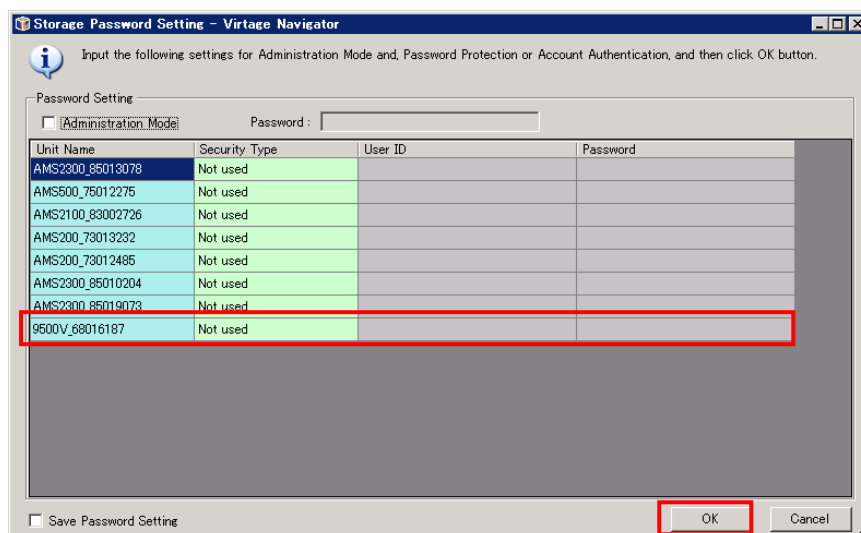 Storage Password Setting - Virtage Navigator
Input the following settings for Administration Mode and, Password Protection or Account Authentication, and then click OK button.
Password Setting
Administration Mode Password :
Unit Name Security Type User ID Password
AMS2300_85013078 Not used
AMS500_75012275 Not used
AMS2100_83002726 Not used
AMS200_73013232 Not used
AMS200_73012485 Not used
AMS2300_85010204 Not used
AMS2300_85019073 Not used
9500V_68016187 Not used
Save Password Setting OK Cancel